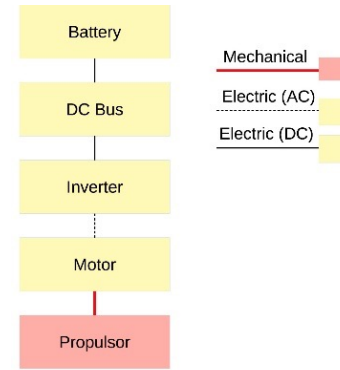 Battery
DC Bus
Inverter
Motor
Propulsor
Mechanical
Electric (AC)
Electric (DC)